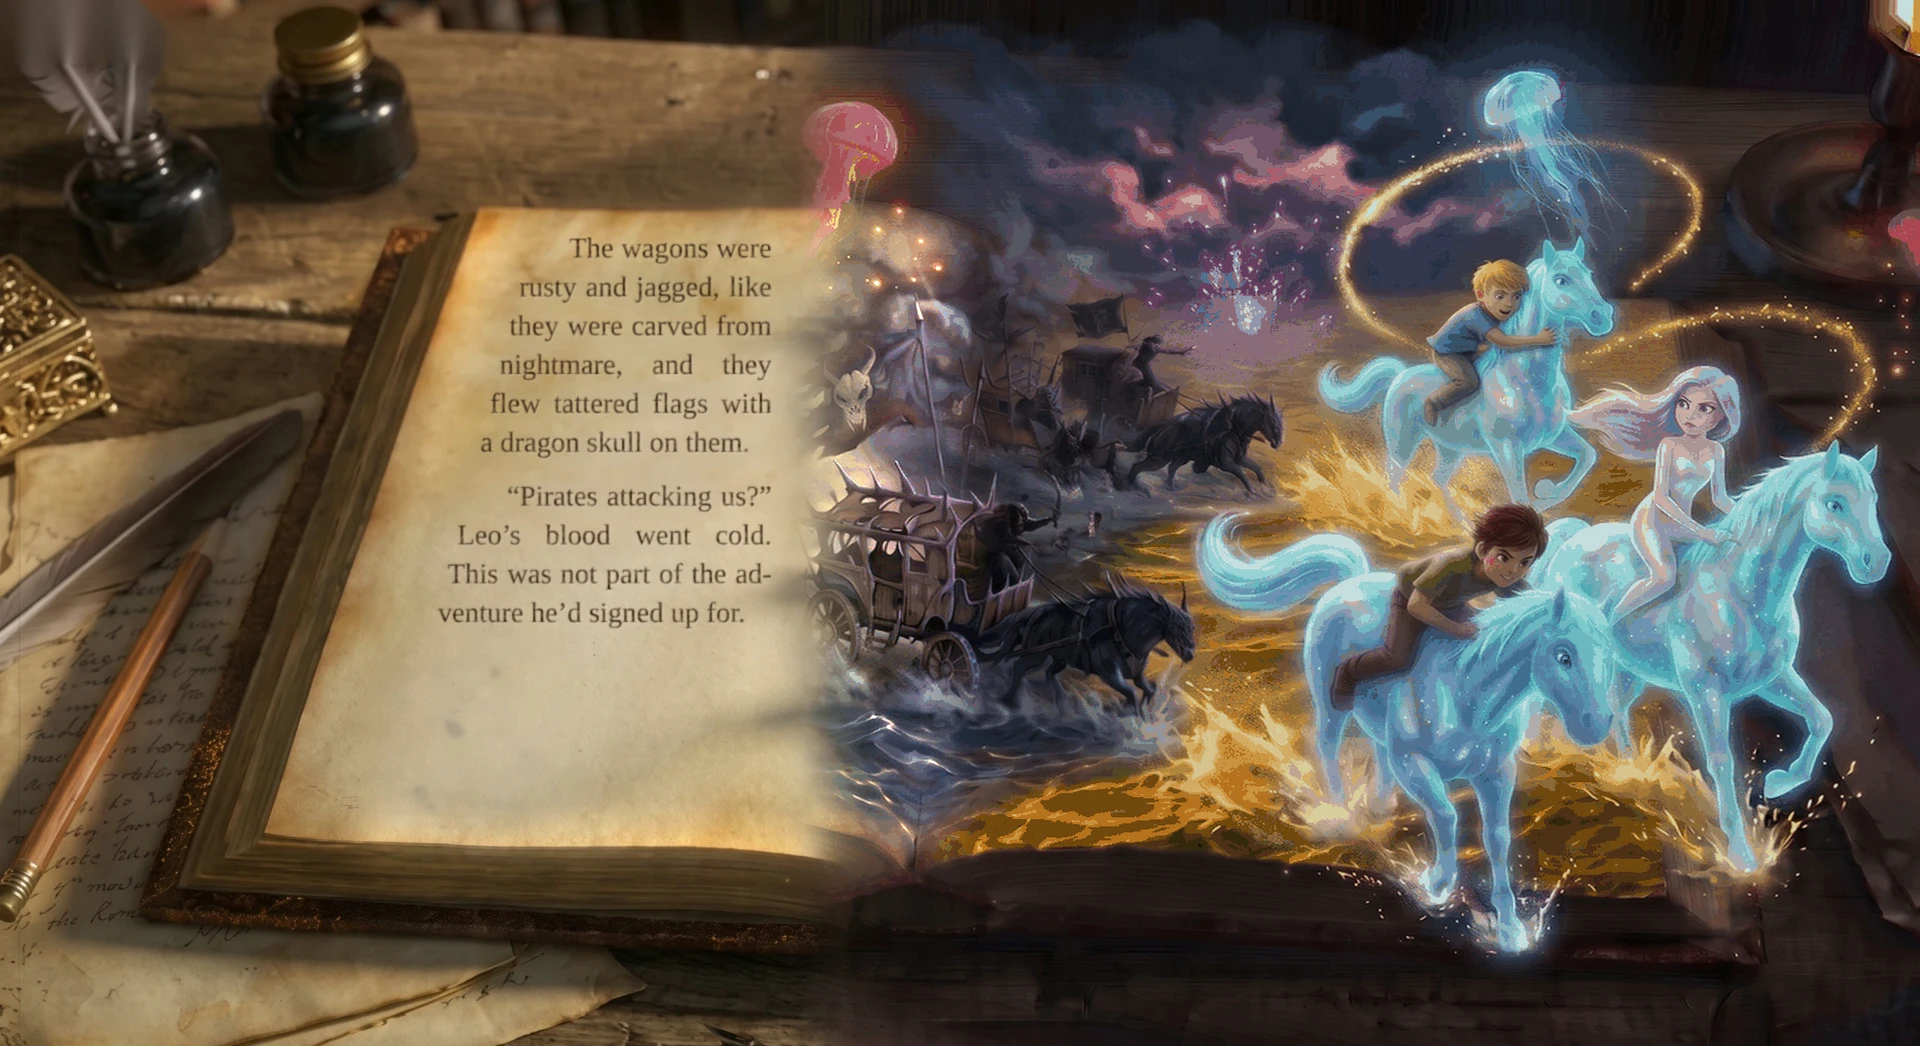 The wagons were
rusty and jagged, like
they were carved from
nightmare, and they
flew tattered flags with
a dragon skull on them.
“Pirates attacking us?”
Leo’s blood went cold.
This was not part of the ad-
venture he’d signed up for.